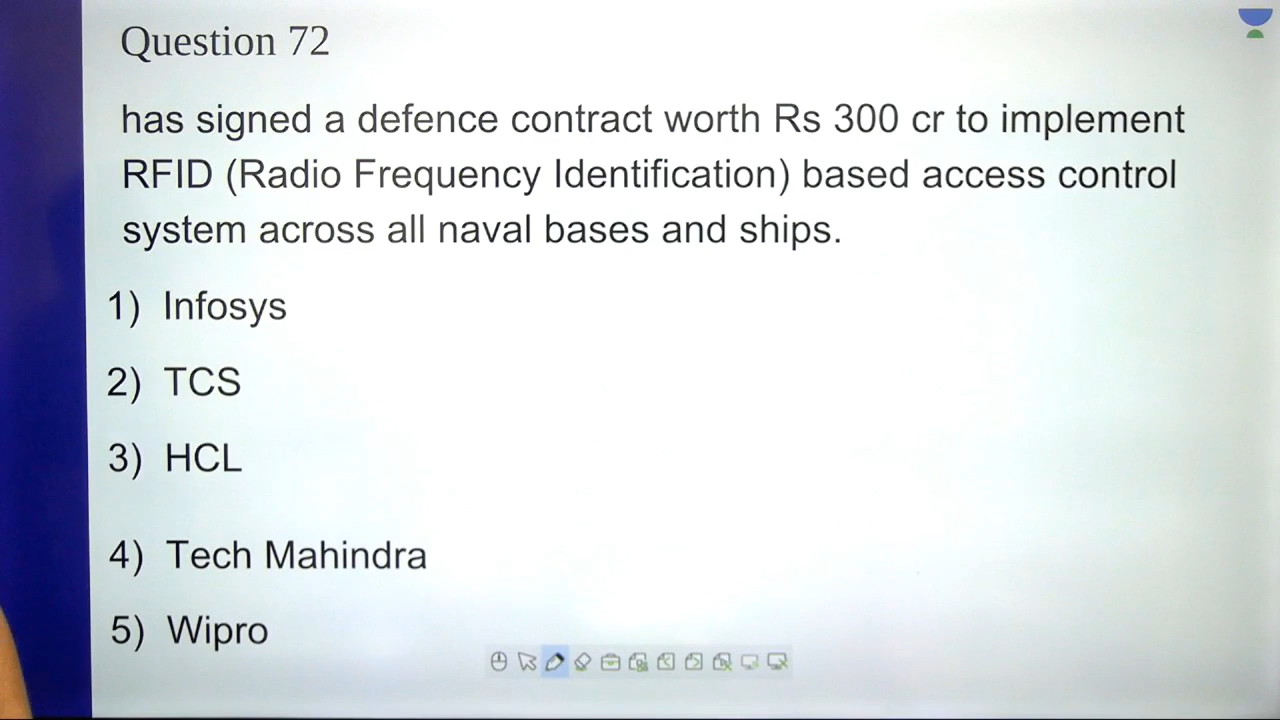 Question 72
has signed a defence contract worth Rs 300 cr to implement
RFID (Radio Frequency Identification) based access control
system across all naval bases and ships.
1) Infosys
2) TCS
3) HCL
4) Tech Mahindra
5) Wipro